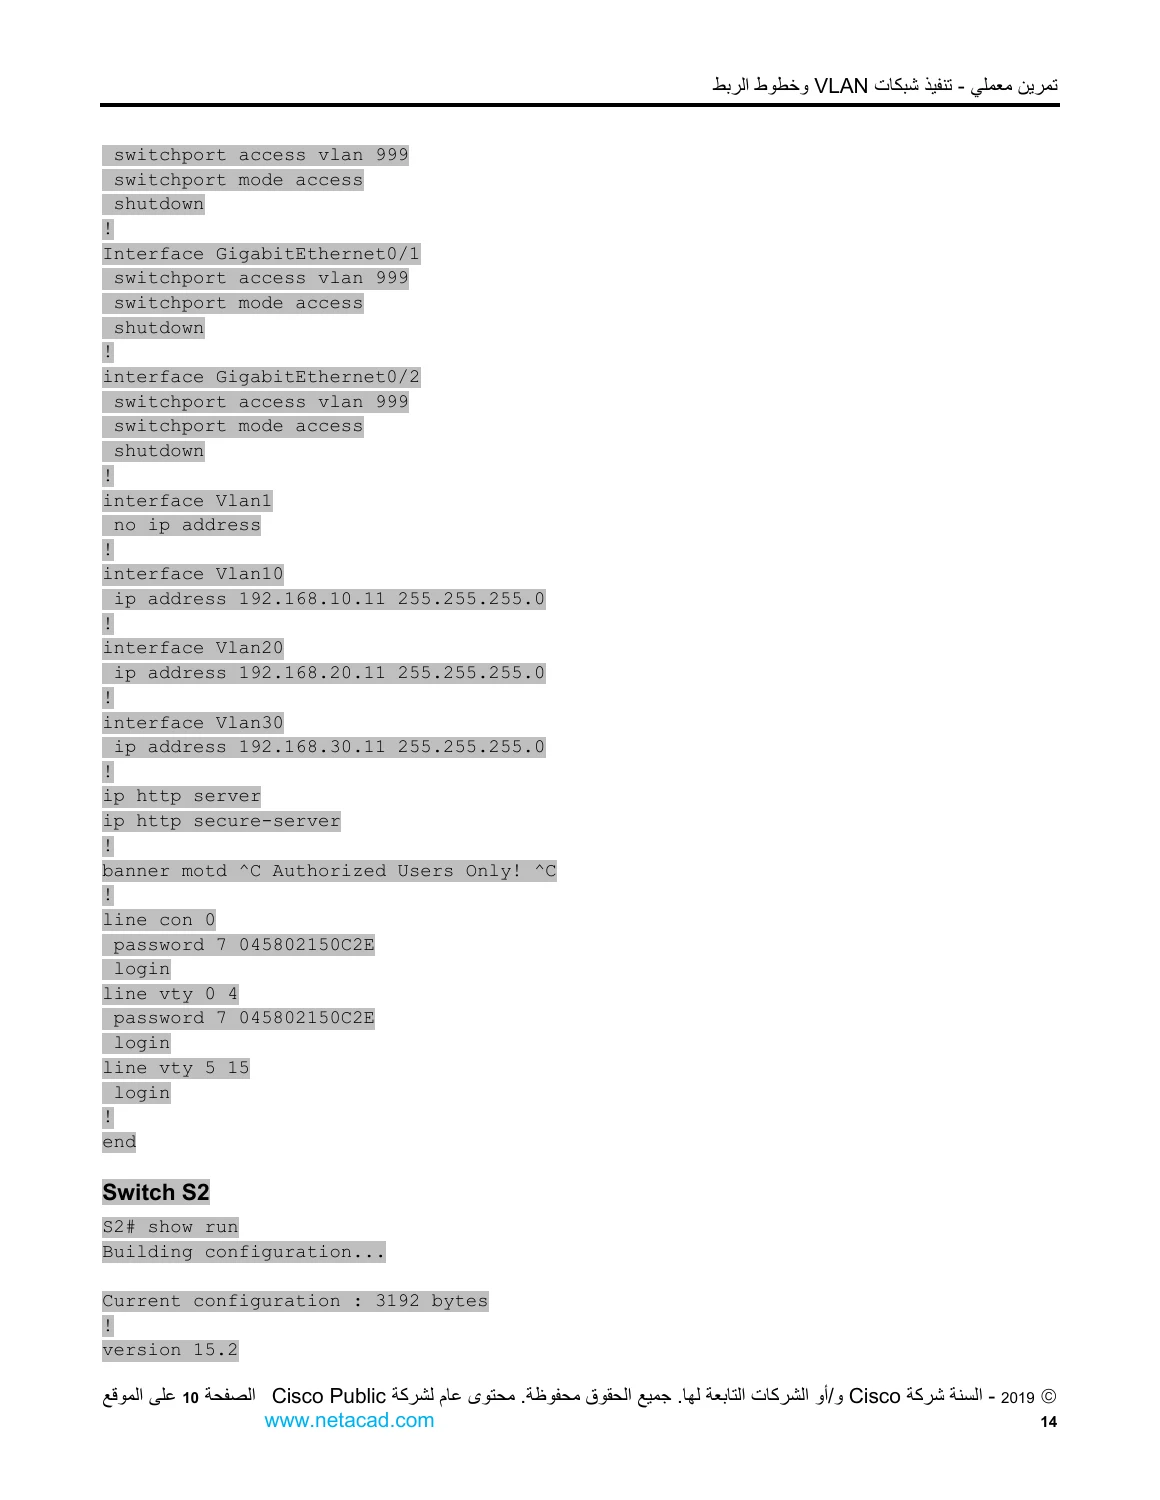 تمرين معملي - تنفيذ شبكات VLAN وخطوط الربط
switchport access vlan 999
switchport mode access
shutdown
!
Interface GigabitEthernet0/1
switchport access vlan 999
switchport mode access
shutdown
!
interface GigabitEthernet0/2
switchport access vlan 999
switchport mode access
shutdown
!
interface Vlan1
no ip address
!
interface Vlan10
ip address 192.168.10.11 255.255.255.0
!
interface Vlan20
ip address 192.168.20.11 255.255.255.0
!
interface Vlan30
ip address 192.168.30.11 255.255.255.0
!
ip http server
ip http secure-server
!
banner motd ^C Authorized Users Only! ^C
!
line con 0
password 7 045802150C2E
login
line vty 0 4
password 7 045802150C2E
login
line vty 5 15
login
!
end
Switch S2
S2# show run
Building configuration...
Current configuration : 3192 bytes
!
version 15.2
© 2019 - السنة شركة Cisco و/أو الشركات التابعة لها. جميع الحقوق محفوظة. محتوى عام لشركة Cisco Public الصفحة 10 على الموقع
14 www.netacad.com